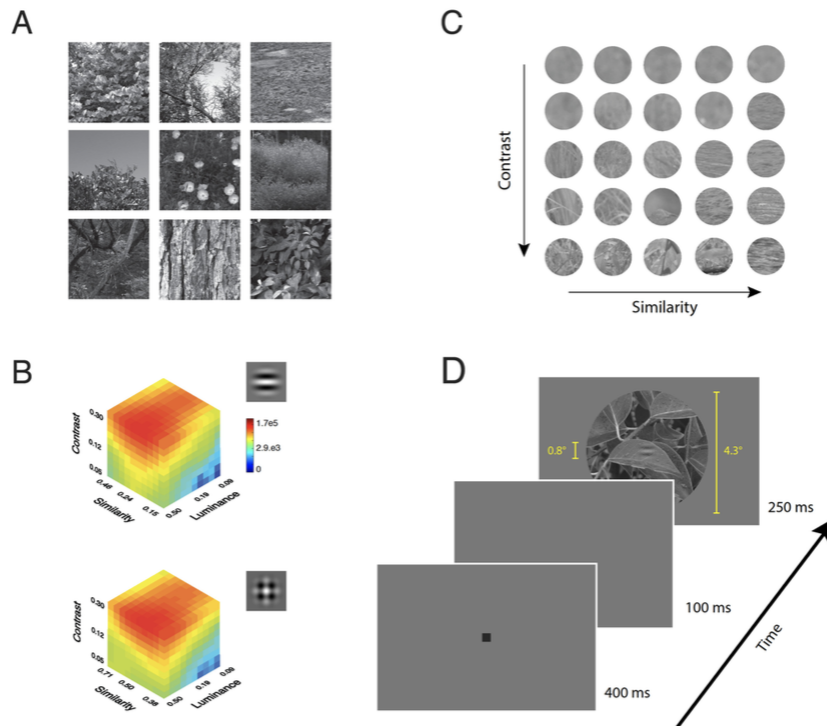 A
C
Contrast
Similarity
B
Contrast
0.30
0.12
0.05
0.48
0.24
0.15
Similarity
0.50
0.19
0.09
Luminance
1.7e5
2.9.e3
0
Contrast
0.30
0.12
0.05
0.71
0.50
0.38
Similarity
0.50
0.19
0.09
Luminance
D
0.8°
4.3°
250 ms
100 ms
400 ms
Time